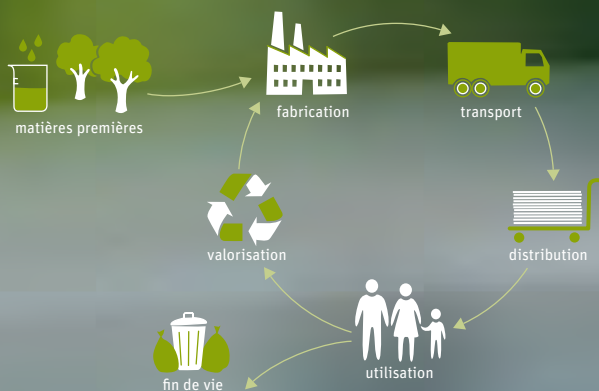 matières premières
fabrication
transport
valorisation
distribution
utilisation
fin de vie